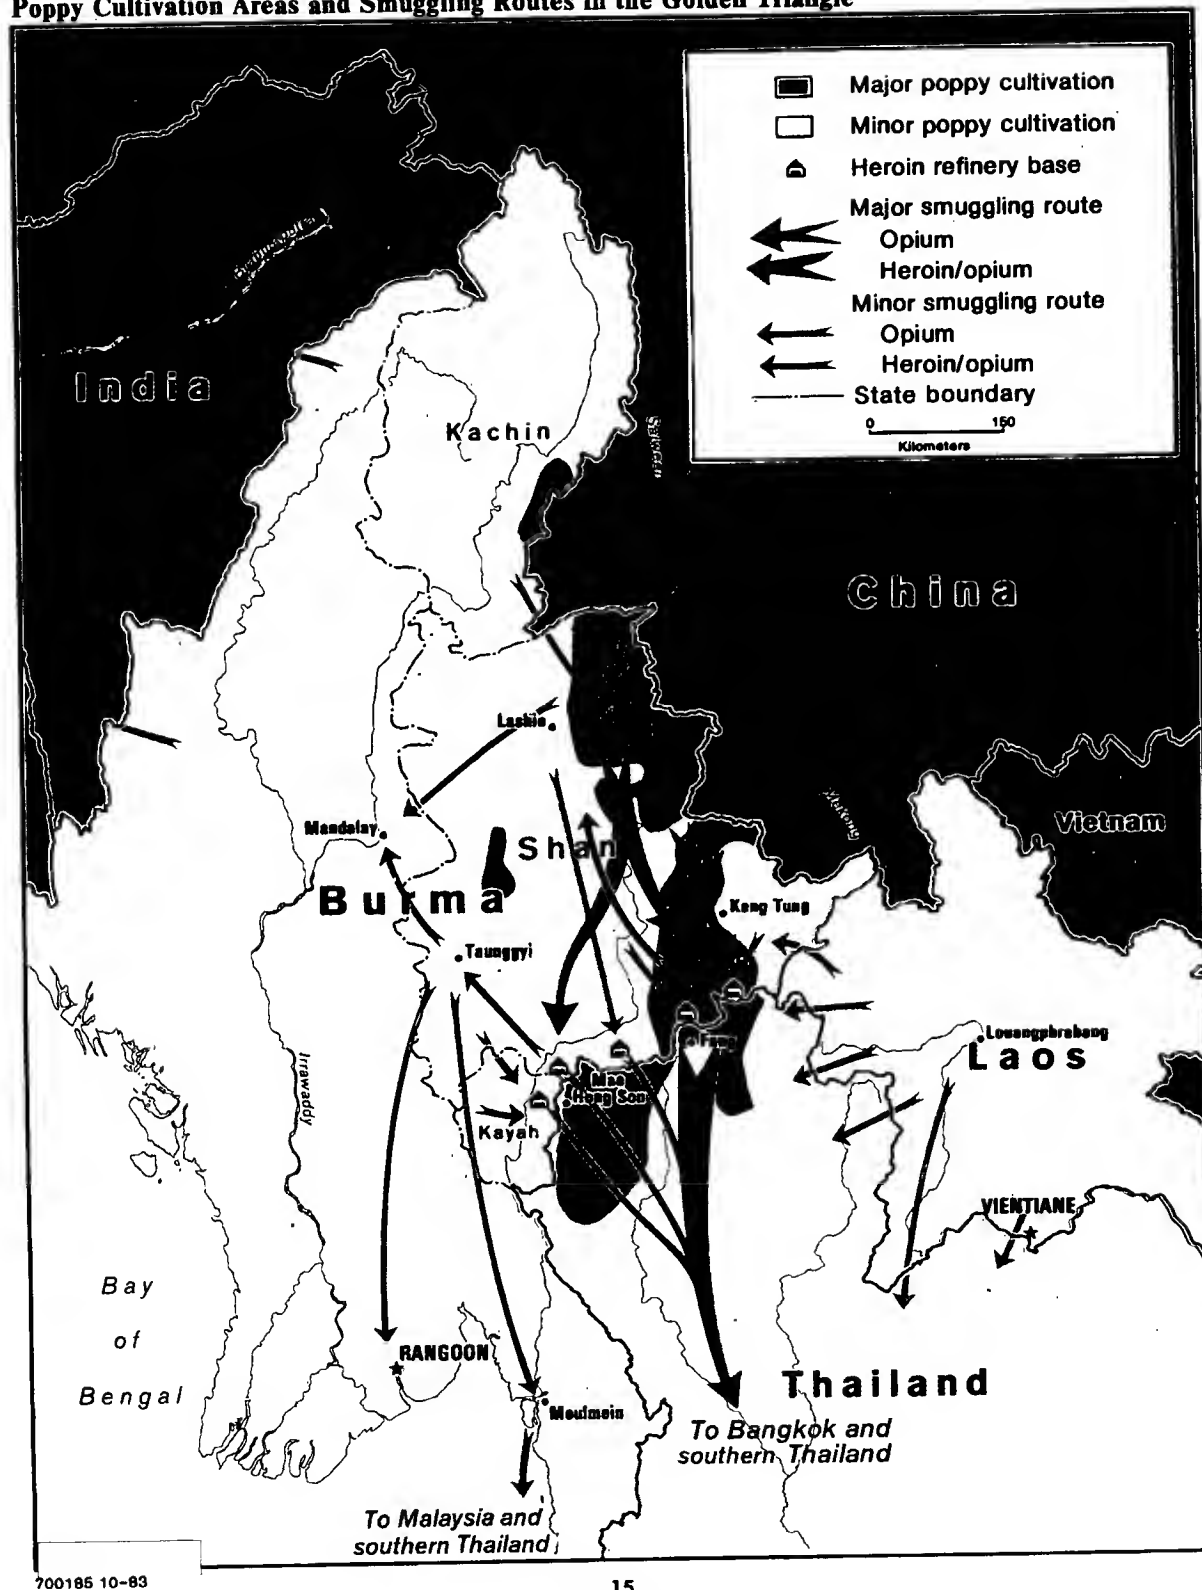 Poppy Cultivation Areas and Smuggling Routes in the Golden Triangle
Major poppy cultivation
Minor poppy cultivation
Heroin refinery base
Major smuggling route
Opium
Heroin/opium
Minor smuggling route
Opium
Heroin/opium
State boundary
0 150
Kilometers
India
Kachin
China
Lashio
Vietnam
Mandalay
Shan
Burma
Keng Tung
Mekong
Taunggyi
Louangphrabang
Laos
Fang
Mae
Hong Son
Irrawaddy
Kayah
VIENTIANE
Bay
of
Bengal
RANGOON
Thailand
Moulmein
To Bangkok and
southern Thailand
To Malaysia and
southern Thailand
700185 10-83
15